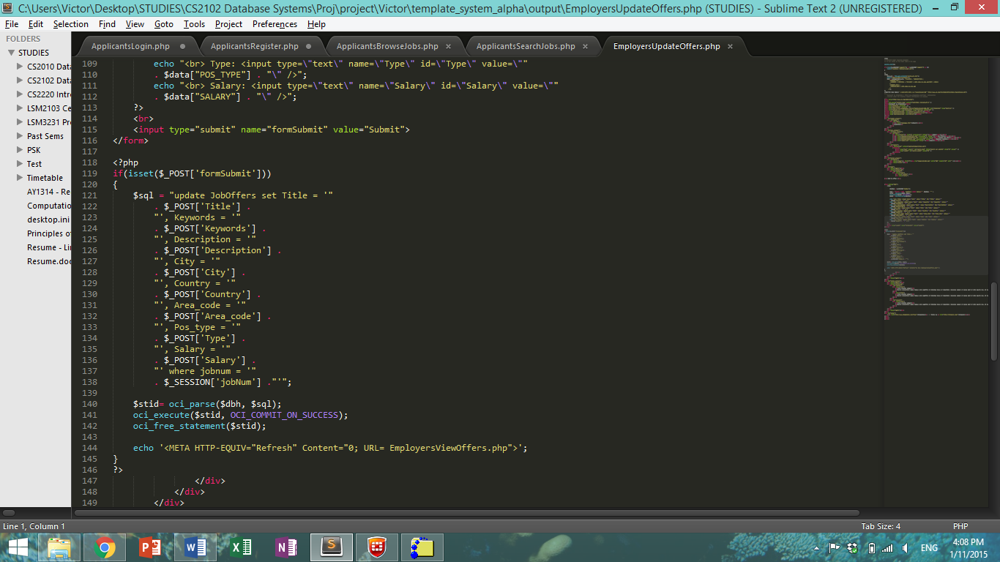 C:\Users\Victor\Desktop\STUDIES\CS2102 Database Systems\Proj\project\Victor\template_system_alpha\output\EmployersUpdateOffers.php (STUDIES) - Sublime Text 2 (UNREGISTERED)
File Edit Selection Find View Goto Tools Project Preferences Help
FOLDERS
STUDIES
CS2010 Data
CS2102 Data
CS2220 Intro
LSM2103 Ce
LSM3231 Pro
Past Sems
PSK
Test
Timetable
AY1314 - Re
Computatio
desktop.ini
Principles of
Resume - Lin
Resume.doc
ApplicantsLogin.php ApplicantsRegister.php ApplicantsBrowseJobs.php ApplicantsSearchJobs.php EmployersUpdateOffers.php
109 echo "<br> Type: <input type=\"text\" name=\"Type\" id=\"Type\" value=\""
110 . $data["POS_TYPE"] . "\" />";
111 echo "<br> Salary: <input type=\"text\" name=\"Salary\" id=\"Salary\" value=\""
112 . $data["SALARY"] . "\" />";
113 ?>
114 <br>
115 <input type="submit" name="formSubmit" value="Submit">
116 </form>
117
118 <?php
119 if(isset($_POST['formSubmit']))
120 {
121 $sql = "update JobOffers set Title = '"
122 . $_POST['Title'] .
123 "', Keywords = '"
124 . $_POST['Keywords'] .
125 "', Description = '"
126 . $_POST['Description'] .
127 "', City = '"
128 . $_POST['City'] .
129 "', Country = '"
130 . $_POST['Country'] .
131 "', Area_code = '"
132 . $_POST['Area_code'] .
133 "', Pos_type = '"
134 . $_POST['Type'] .
135 "', Salary = '"
136 . $_POST['Salary'] .
137 "' where jobnum = '"
138 . $_SESSION['jobNum'] ."'";
139
140 $stid= oci_parse($dbh, $sql);
141 oci_execute($stid, OCI_COMMIT_ON_SUCCESS);
142 oci_free_statement($stid);
143
144 echo '<META HTTP-EQUIV="Refresh" Content="0; URL= EmployersViewOffers.php">';
145 }
146 ?>
147 </div>
148 </div>
149 </div>
Line 1, Column 1 Tab Size: 4 PHP
ENG
4:08 PM
1/11/2015